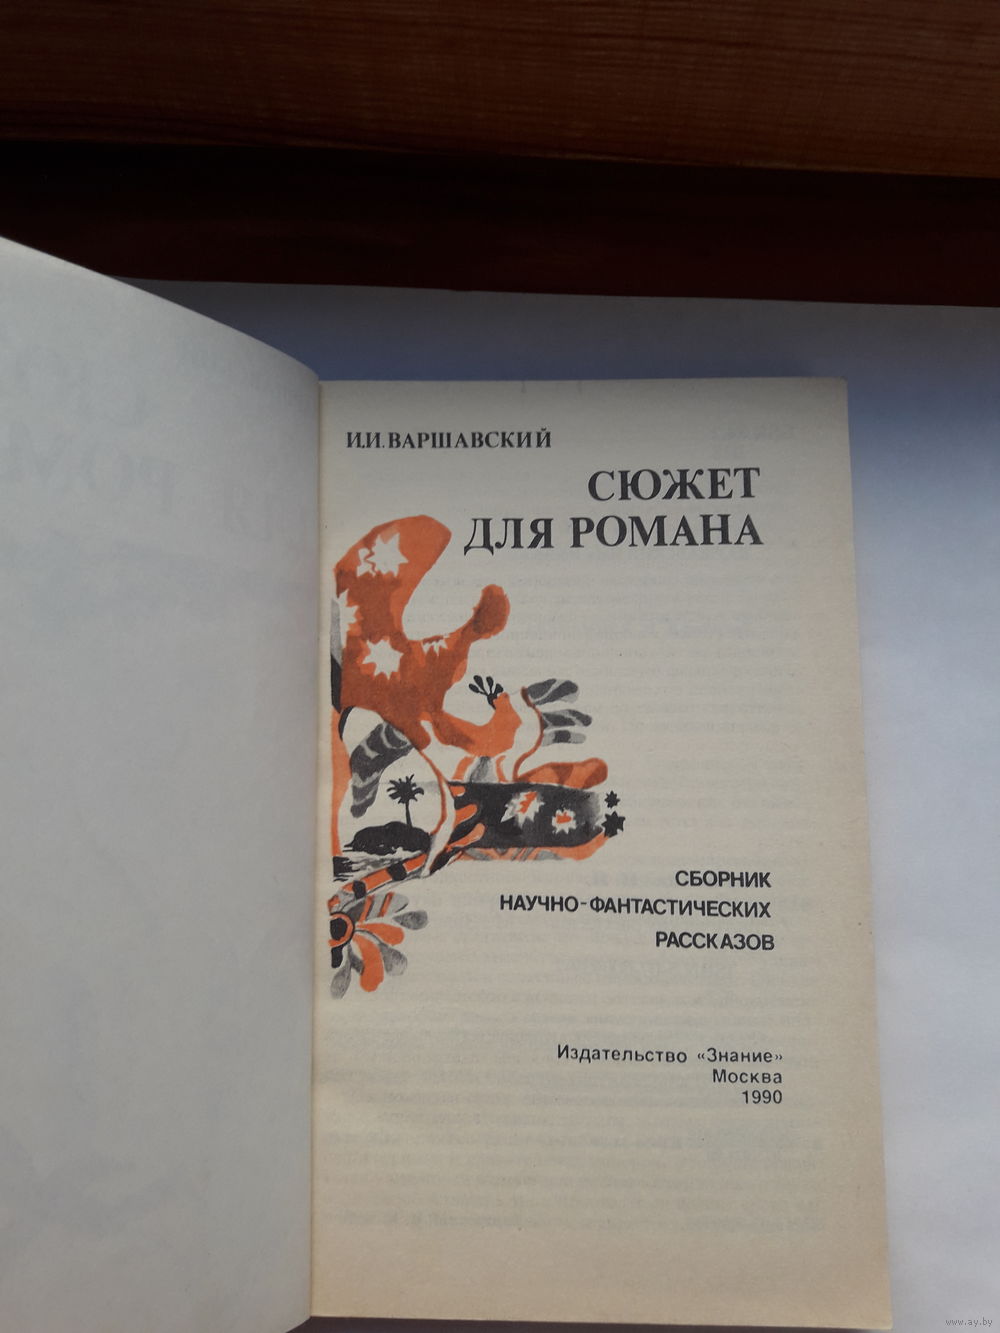 И.И. ВАРШАВСКИЙ
СЮЖЕТ
ДЛЯ РОМАНА
СБОРНИК
НАУЧНО-ФАНТАСТИЧЕСКИХ
РАССКАЗОВ
Издательство «Знание»
Москва
1990
www.ay.by